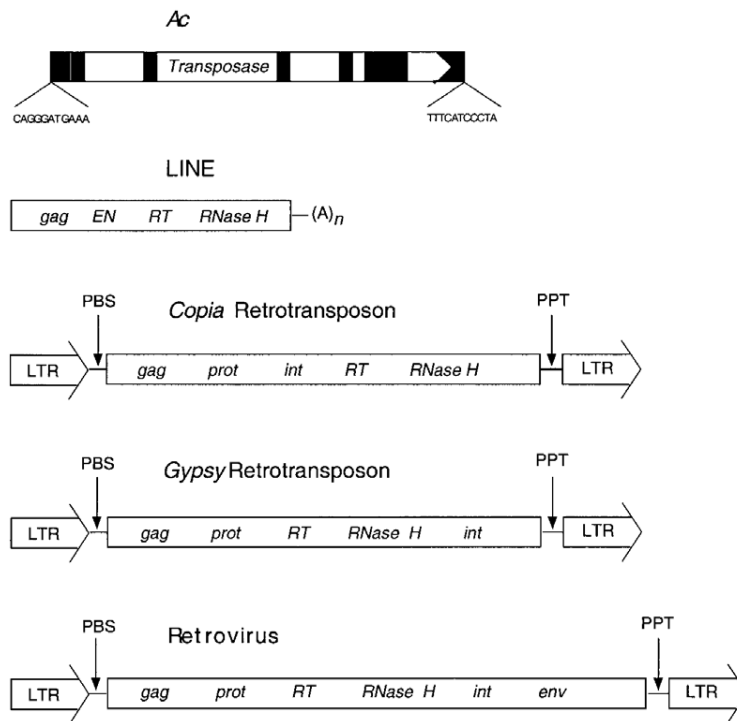 Ac
Transposase
CAGGGATGAAA TTTCATCCCTA
LINE
gag EN RT RNase H (A)n
PBS Copia Retrotransposon PPT
LTR gag prot int RT RNase H LTR
PBS Gypsy Retrotransposon PPT
LTR gag prot RT RNase H int LTR
PBS Retrovirus PPT
LTR gag prot RT RNase H int env LTR